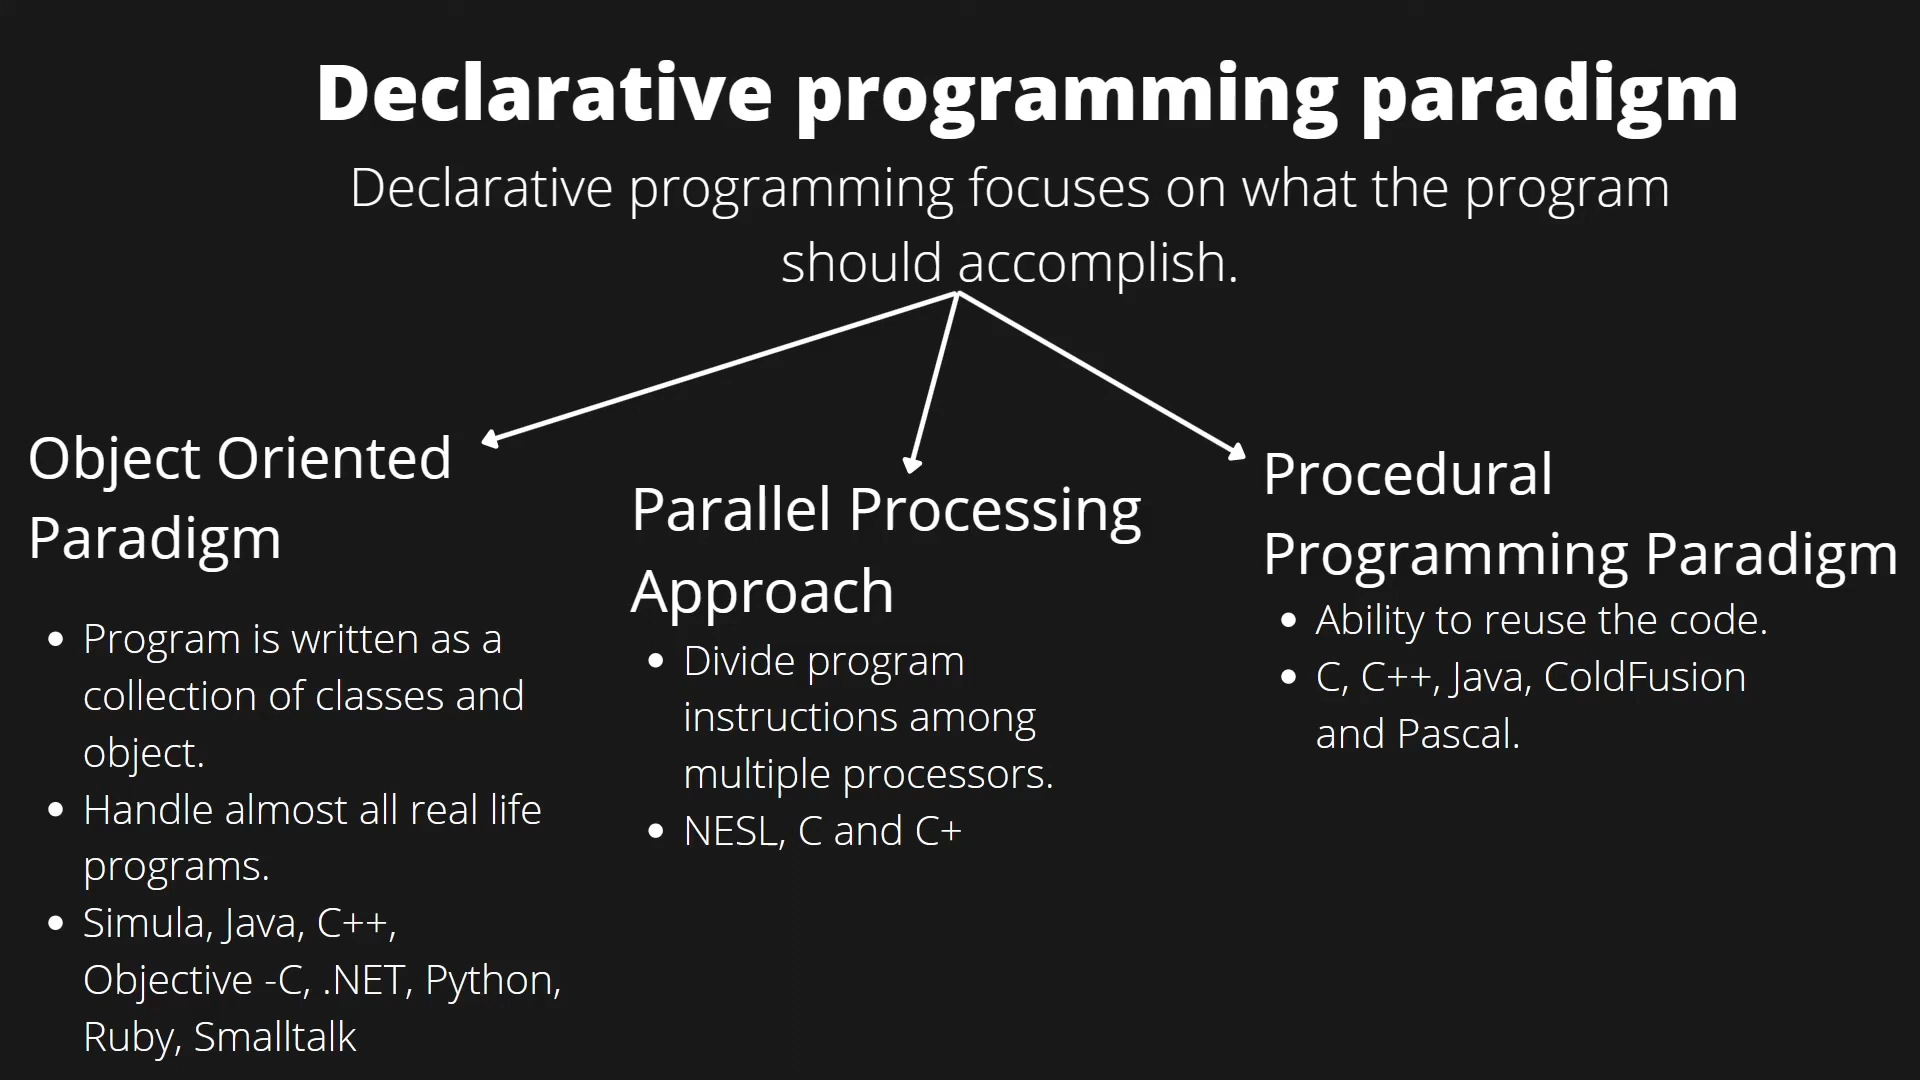 Declarative programming paradigm
Declarative programming focuses on what the program
should accomplish.
Object Oriented
Paradigm
• Program is written as a
collection of classes and
object.
• Handle almost all real life
programs.
• Simula, Java, C++,
Objective -C, .NET, Python,
Ruby, Smalltalk
Parallel Processing
Approach
• Divide program
instructions among
multiple processors.
• NESL, C and C+
Procedural
Programming Paradigm
• Ability to reuse the code.
• C, C++, Java, ColdFusion
and Pascal.